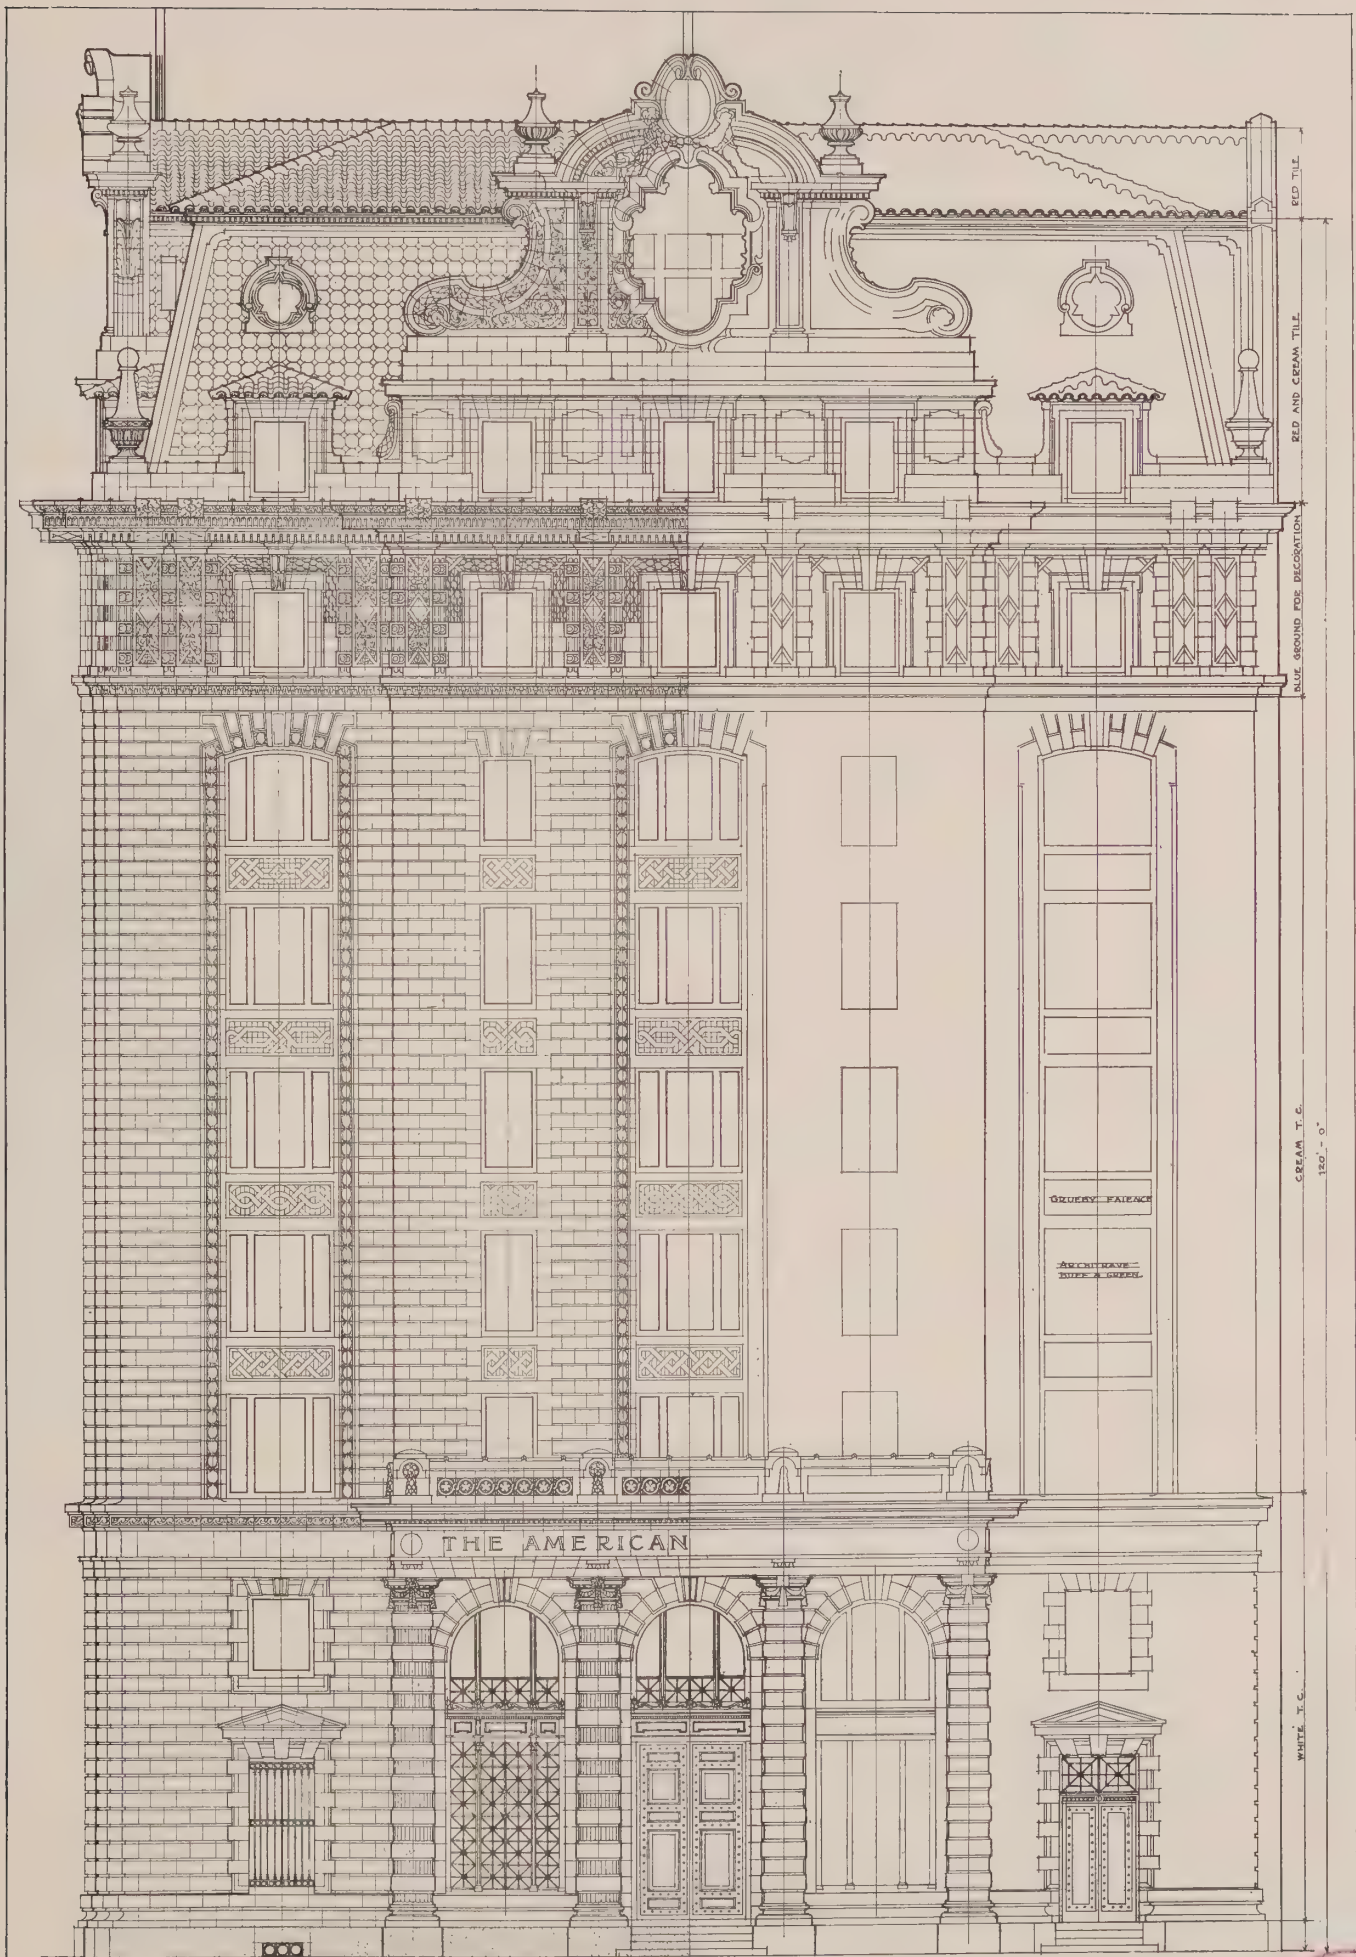 RED TILE
RED AND CREAM TILE
BLUE GROUND FOR DECORATION
CREAM T.C.
120'-0"
GRUEBY FAIENCE
ARCHITRAVE
BUFF & GREEN.
THE AMERICAN
WHITE T.C.